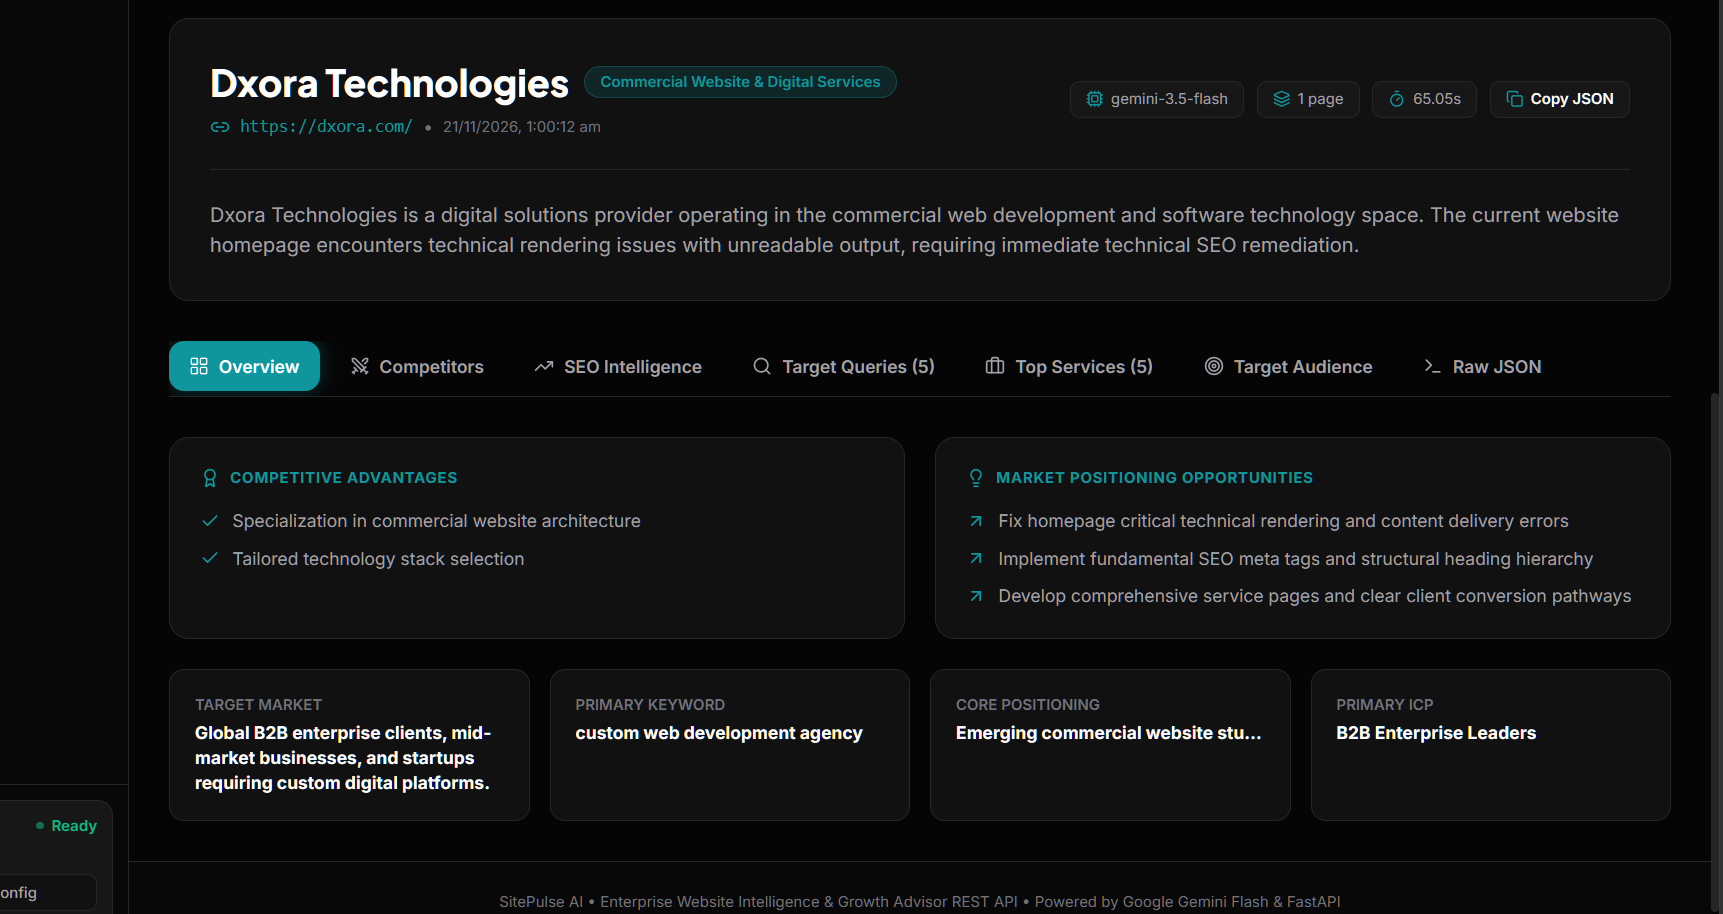 Dxora Technologies
Commercial Website & Digital Services
https://dxora.com/ • 21/11/2026, 1:00:12 am
gemini-3.5-flash
1 page
65.05s
Copy JSON
Dxora Technologies is a digital solutions provider operating in the commercial web development and software technology space. The current website
homepage encounters technical rendering issues with unreadable output, requiring immediate technical SEO remediation.
Overview
Competitors
SEO Intelligence
Target Queries (5)
Top Services (5)
Target Audience
Raw JSON
COMPETITIVE ADVANTAGES
Specialization in commercial website architecture
Tailored technology stack selection
MARKET POSITIONING OPPORTUNITIES
Fix homepage critical technical rendering and content delivery errors
Implement fundamental SEO meta tags and structural heading hierarchy
Develop comprehensive service pages and clear client conversion pathways
TARGET MARKET
Global B2B enterprise clients, mid-
market businesses, and startups
requiring custom digital platforms.
PRIMARY KEYWORD
custom web development agency
CORE POSITIONING
Emerging commercial website stu...
PRIMARY ICP
B2B Enterprise Leaders
Ready
onfig
SitePulse AI • Enterprise Website Intelligence & Growth Advisor REST API • Powered by Google Gemini Flash & FastAPI